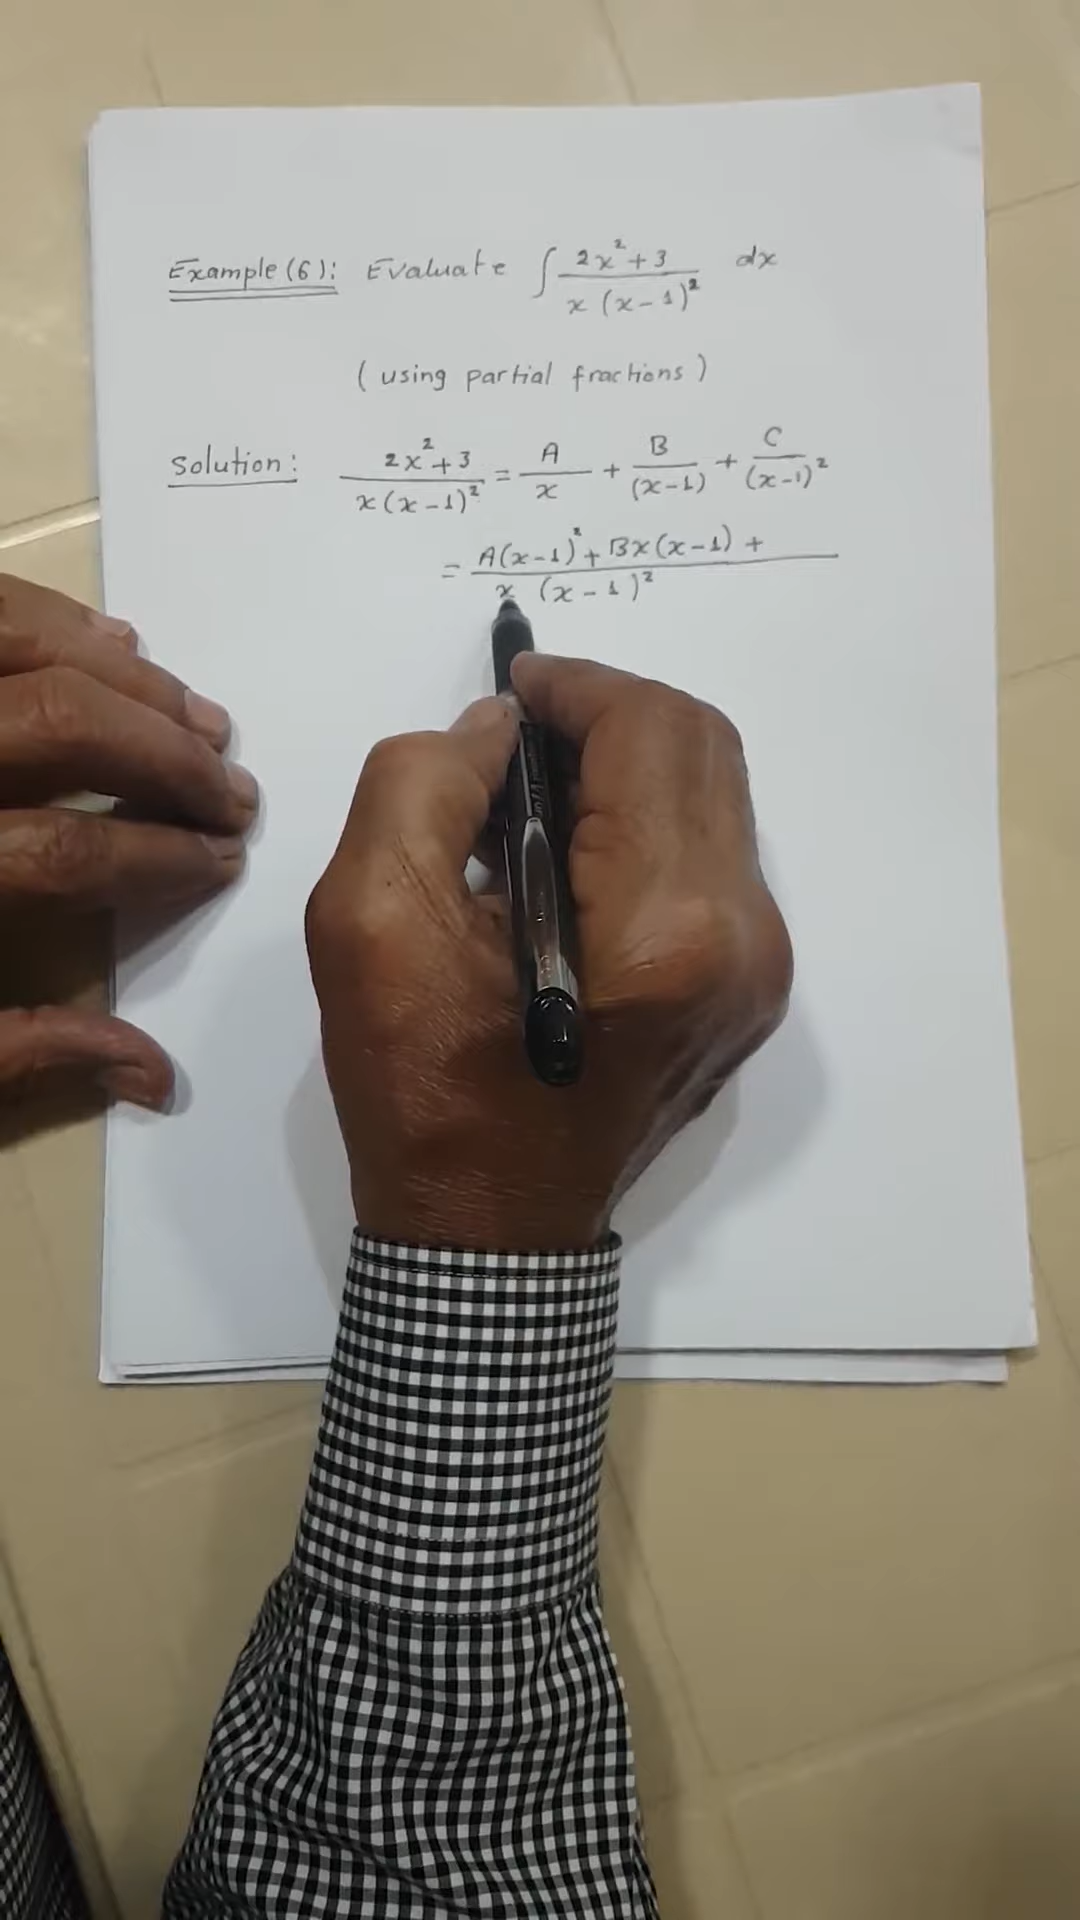 Example (6): Evaluate ∫ (2x² + 3) / (x (x - 1)²) dx
(using partial fractions)
Solution: (2x² + 3) / (x (x - 1)²) = A / x + B / (x - 1) + C / (x - 1)²
= (A (x - 1)² + Bx (x - 1) + ) / (x (x - 1)²)